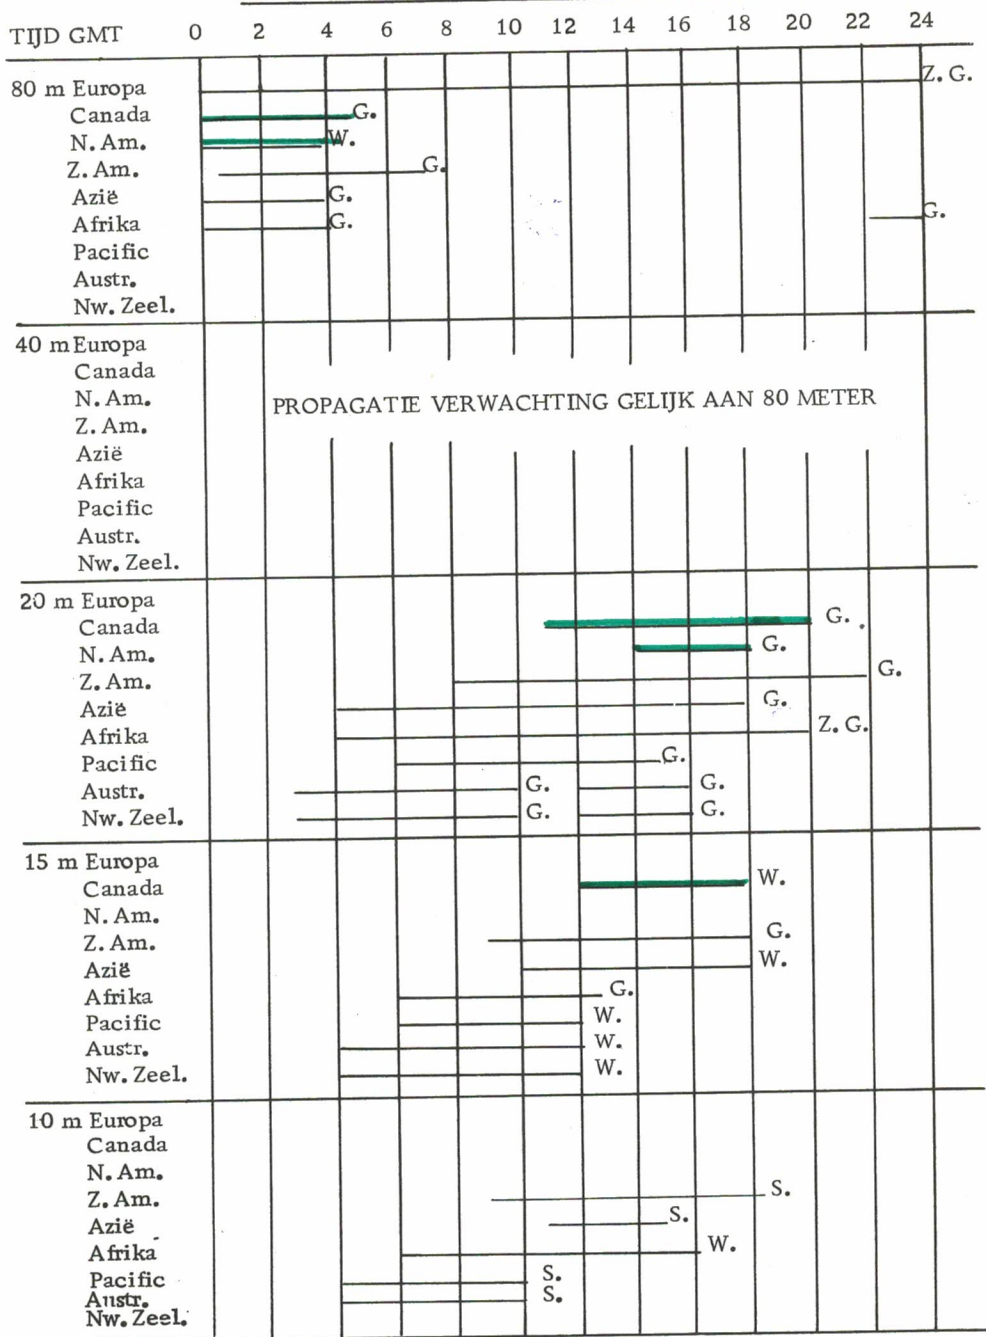 TIJD GMT 0 2 4 6 8 10 12 14 16 18 20 22 24
80 m Europa Z. G.
Canada G.
N. Am. W.
Z. Am. G.
Azië G.
Afrika G. G.
Pacific
Austr.
Nw. Zeel.
40 m Europa
Canada
N. Am. PROPAGATIE VERWACHTING GELIJK AAN 80 METER
Z. Am.
Azië
Afrika
Pacific
Austr.
Nw. Zeel.
20 m Europa
Canada G.
N. Am. G.
Z. Am. G.
Azië G.
Afrika Z. G.
Pacific G.
Austr. G. G.
Nw. Zeel. G. G.
15 m Europa
Canada W.
N. Am.
Z. Am. G.
Azië W.
Afrika G.
Pacific W.
Austr. W.
Nw. Zeel. W.
10 m Europa
Canada
N. Am.
Z. Am. S.
Azië S.
Afrika W.
Pacific S.
Austr. S.
Nw. Zeel.